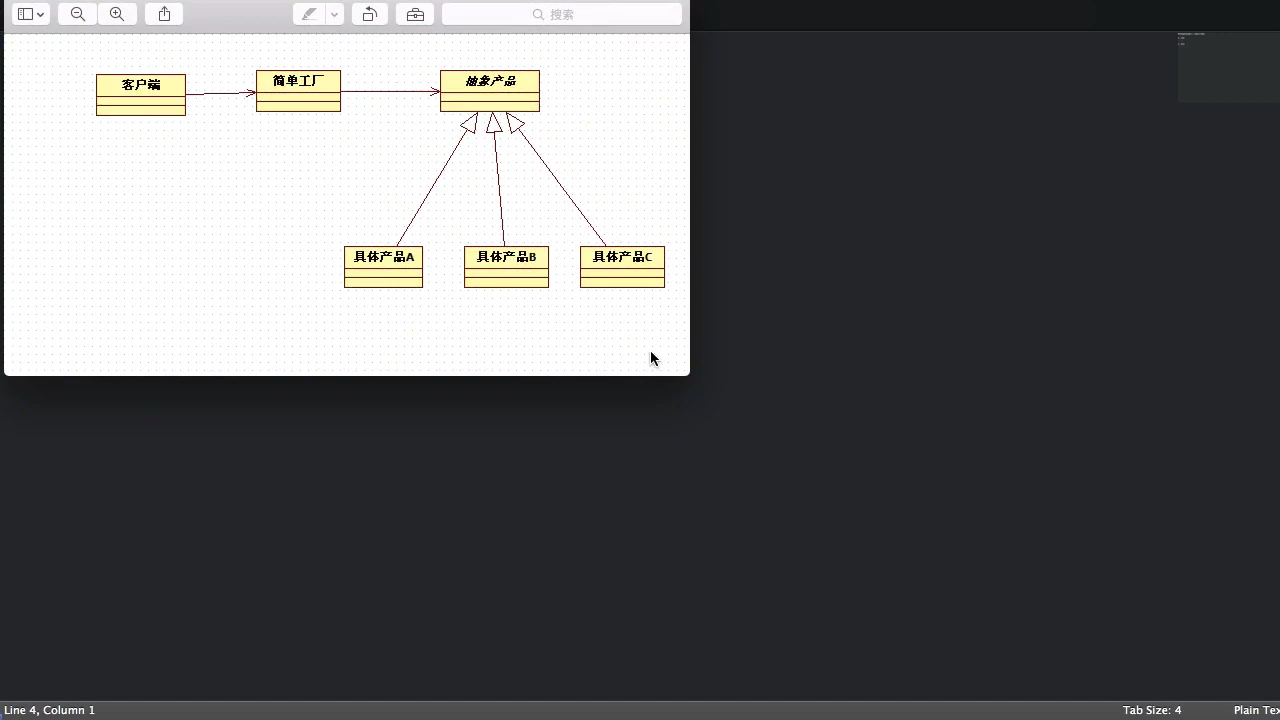 搜索
客户端
简单工厂
抽象产品
具体产品A
具体产品B
具体产品C
Line 4, Column 1
Tab Size: 4
Plain Tex